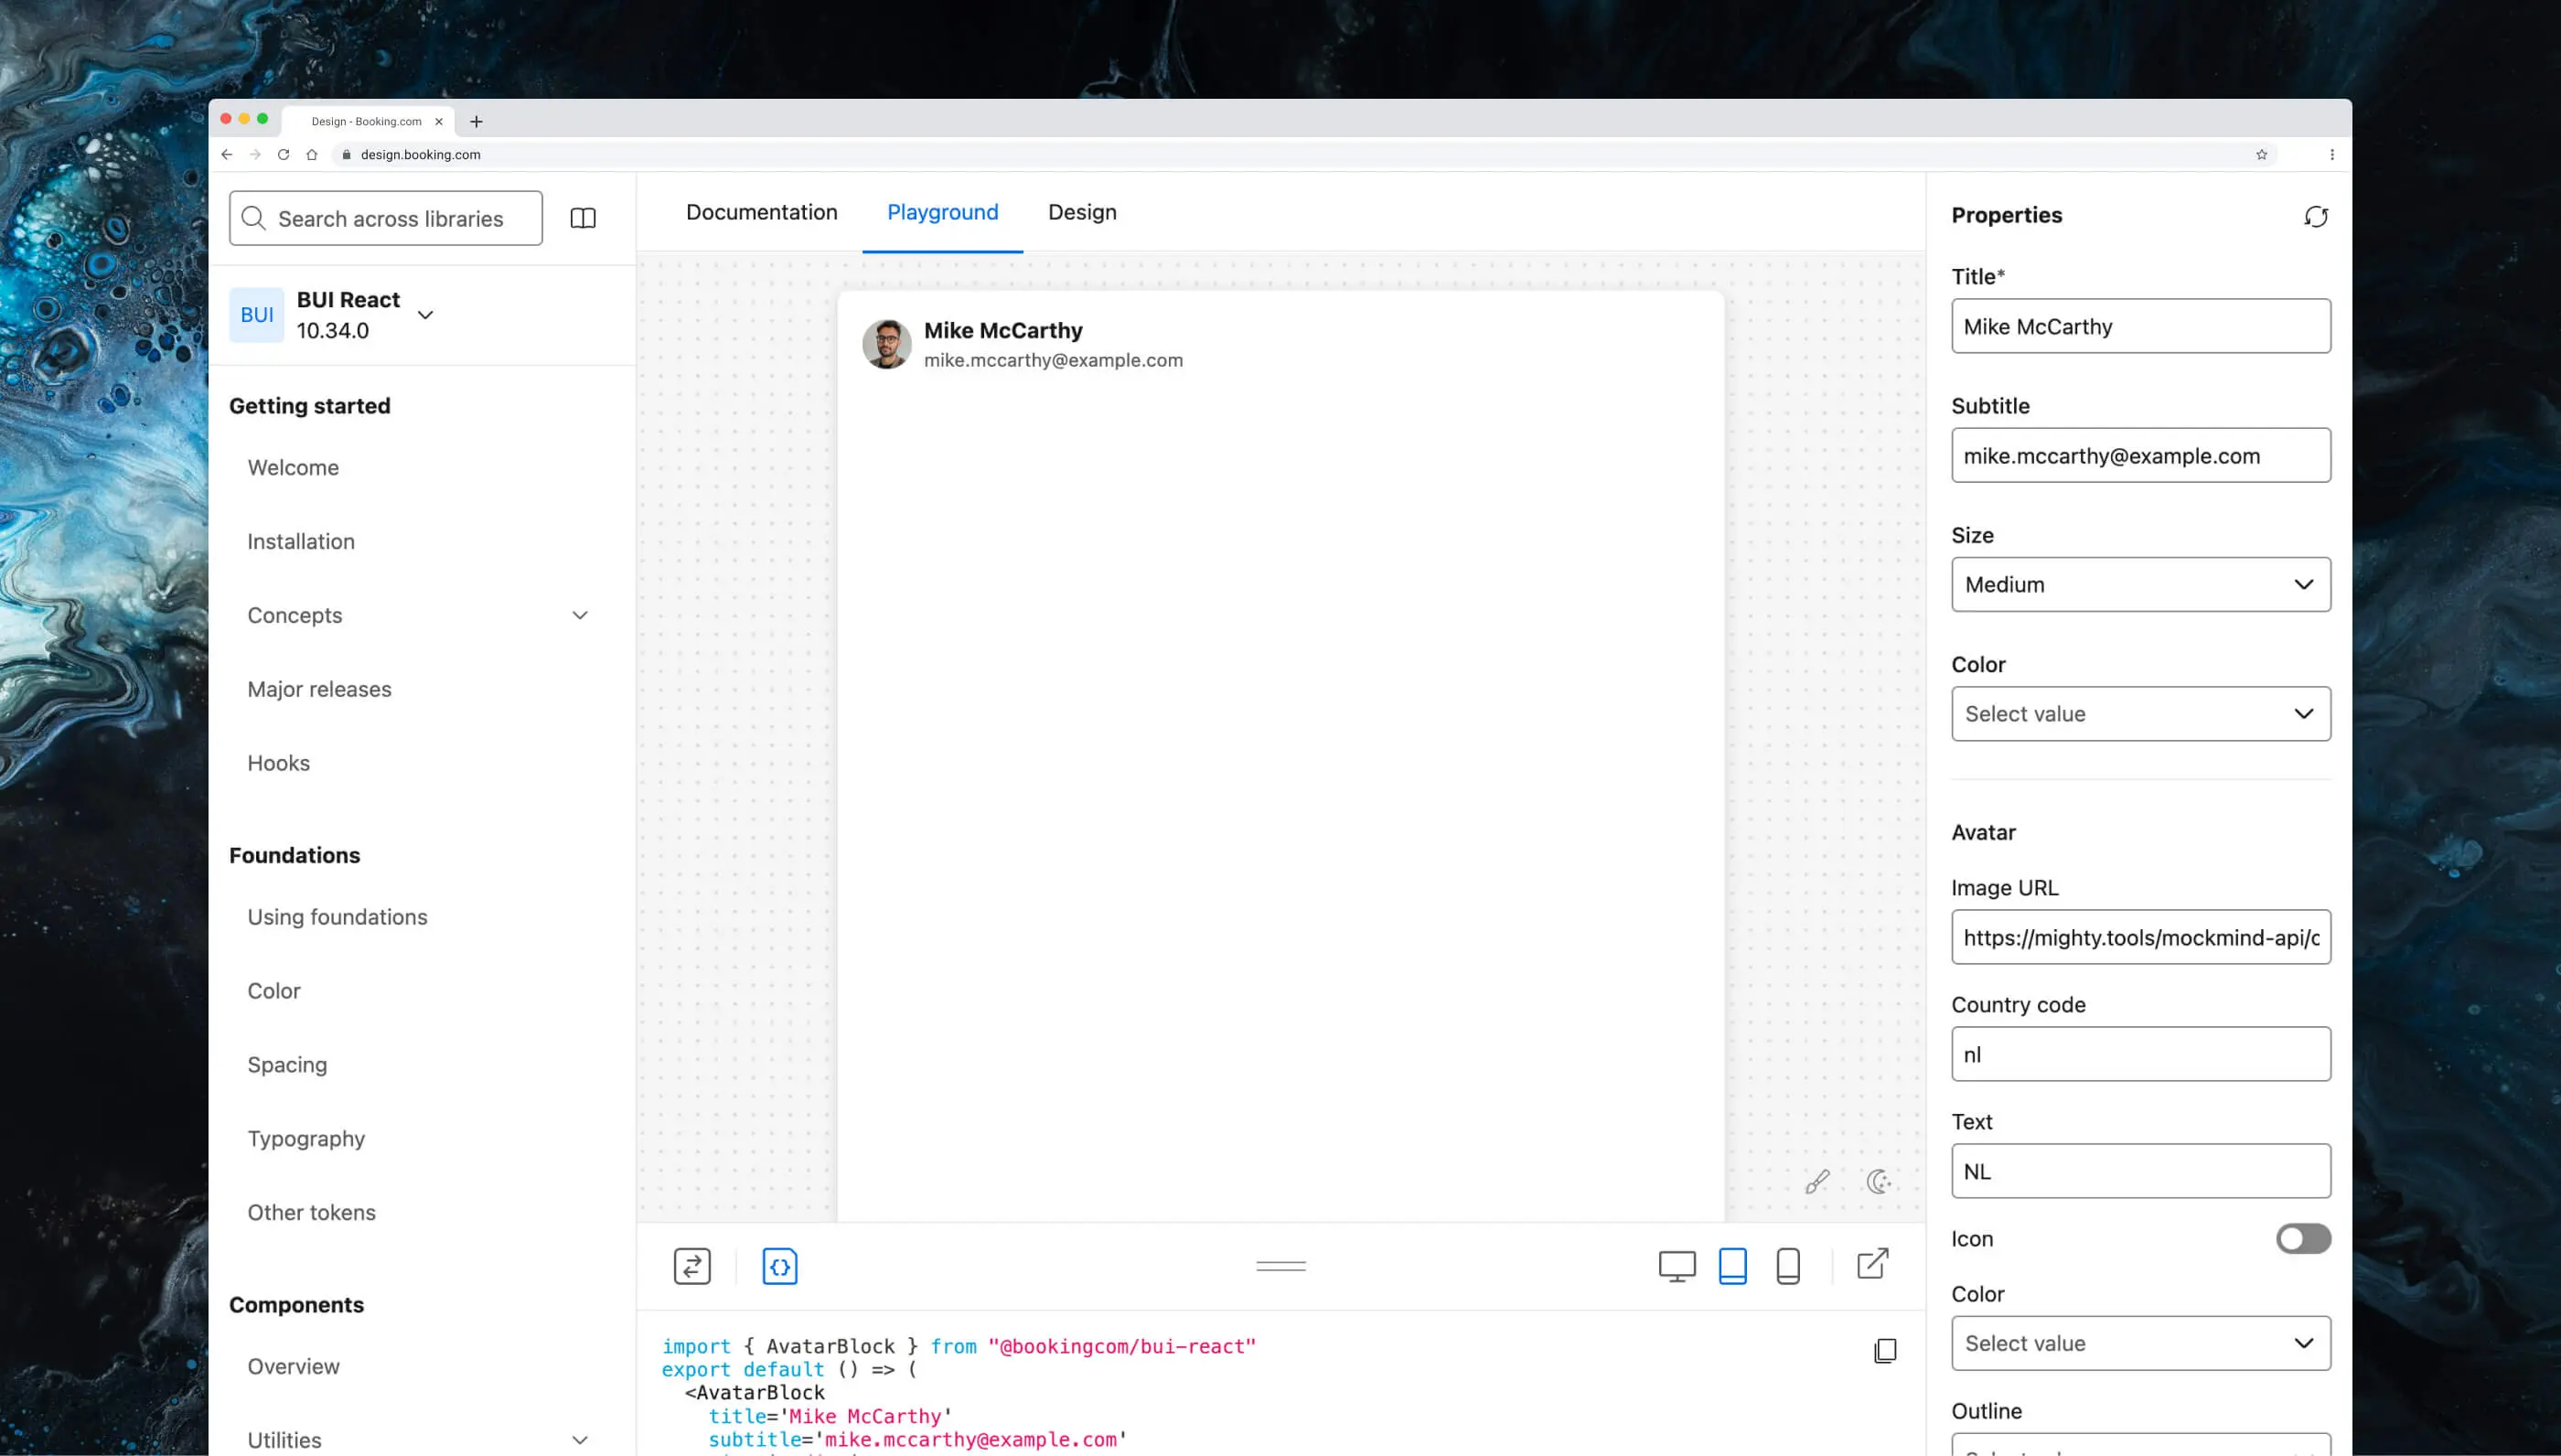 Design - Booking.com
design.booking.com
Search across libraries
BUI
BUI React
10.34.0
Getting started
Welcome
Installation
Concepts
Major releases
Hooks
Foundations
Using foundations
Color
Spacing
Typography
Other tokens
Components
Overview
Utilities
Documentation
Playground
Design
Mike McCarthy
mike.mccarthy@example.com
import { AvatarBlock } from "@bookingcom/bui-react"
export default () => (
<AvatarBlock
title='Mike McCarthy'
subtitle='mike.mccarthy@example.com'
Properties
Title*
Mike McCarthy
Subtitle
mike.mccarthy@example.com
Size
Medium
Color
Select value
Avatar
Image URL
https://mighty.tools/mockmind-api/c
Country code
nl
Text
NL
Icon
Color
Select value
Outline